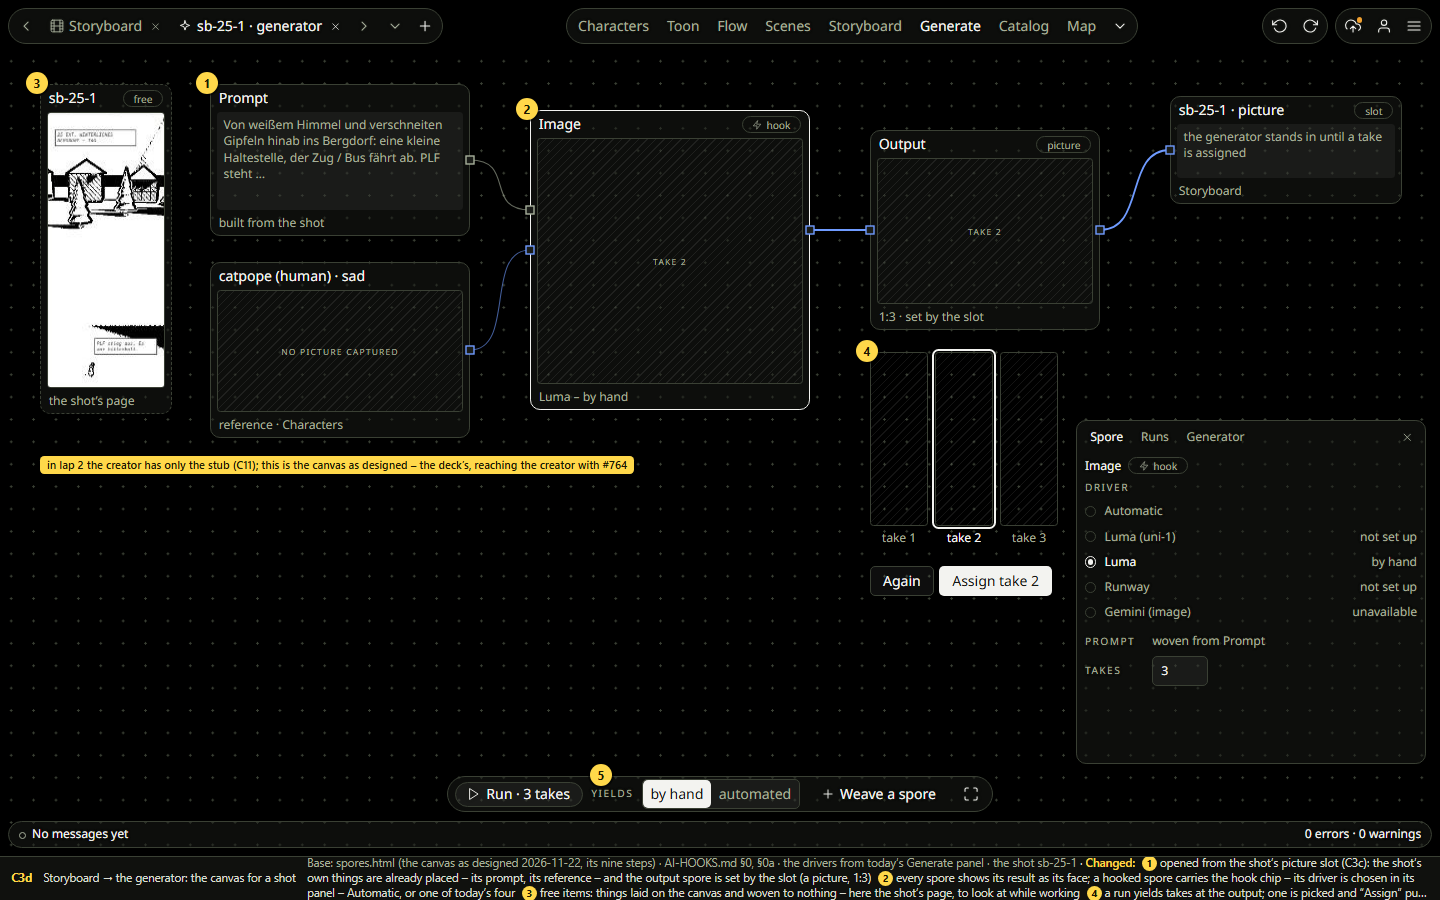 Storyboard
sb-25-1 · generator
Characters Toon Flow Scenes Storyboard Generate Catalog Map
3
sb-25-1
free
the shot's page
1
Prompt
Von weißem Himmel und verschneiten
Gipfeln hinab ins Bergdorf: eine kleine
Haltestelle, der Zug / Bus fährt ab. PLF
steht ...
built from the shot
catpope (human) · sad
NO PICTURE CAPTURED
reference · Characters
2
Image
hook
TAKE 2
Luma – by hand
Output
picture
TAKE 2
1:3 · set by the slot
sb-25-1 · picture
slot
the generator stands in until a take
is assigned
Storyboard
in lap 2 the creator has only the stub (C11); this is the canvas as designed – the deck's, reaching the creator with #764
4
take 1 take 2 take 3
Again Assign take 2
Spore Runs Generator
Image hook
DRIVER
Automatic
Luma (uni-1) not set up
Luma by hand
Runway not set up
Gemini (image) unavailable
PROMPT woven from Prompt
TAKES 3
5
Run · 3 takes YIELDS by hand automated + Weave a spore
No messages yet 0 errors · 0 warnings
C3d Storyboard → the generator: the canvas for a shot
Base: spores.html (the canvas as designed 2026-11-22, its nine steps) · AI-HOOKS.md §0, §0a · the drivers from today's Generate panel · the shot sb-25-1 · Changed: 1 opened from the shot's picture slot (C3c): the shot's
own things are already placed – its prompt, its reference – and the output spore is set by the slot (a picture, 1:3) 2 every spore shows its result as its face; a hooked spore carries the hook chip – its driver is chosen in its
panel – Automatic, or one of today's four 3 free items: things laid on the canvas and woven to nothing – here the shot's page, to look at while working 4 a run yields takes at the output; one is picked and “Assign” pu...